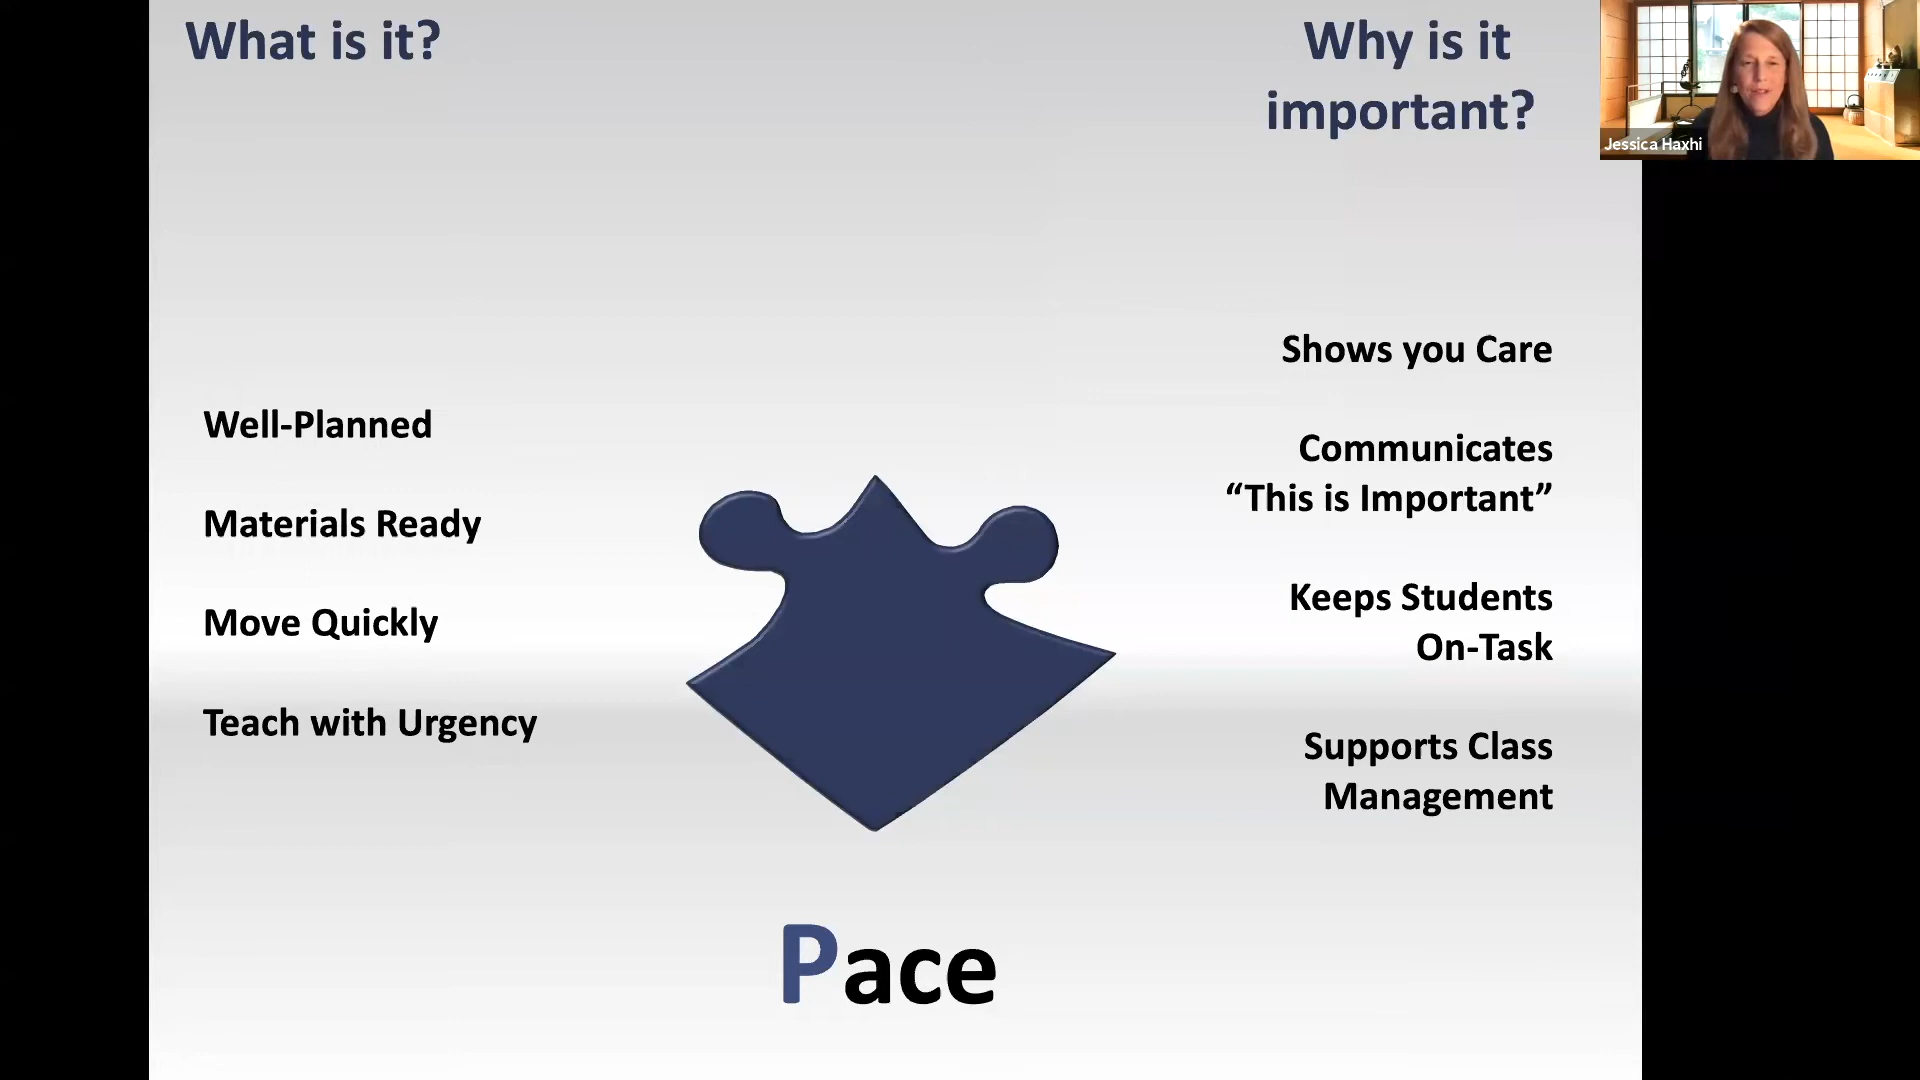 What is it?
Why is it
important?
Jessica Haxhi
Well-Planned
Materials Ready
Move Quickly
Teach with Urgency
Shows you Care
Communicates
“This is Important”
Keeps Students
On-Task
Supports Class
Management
Pace